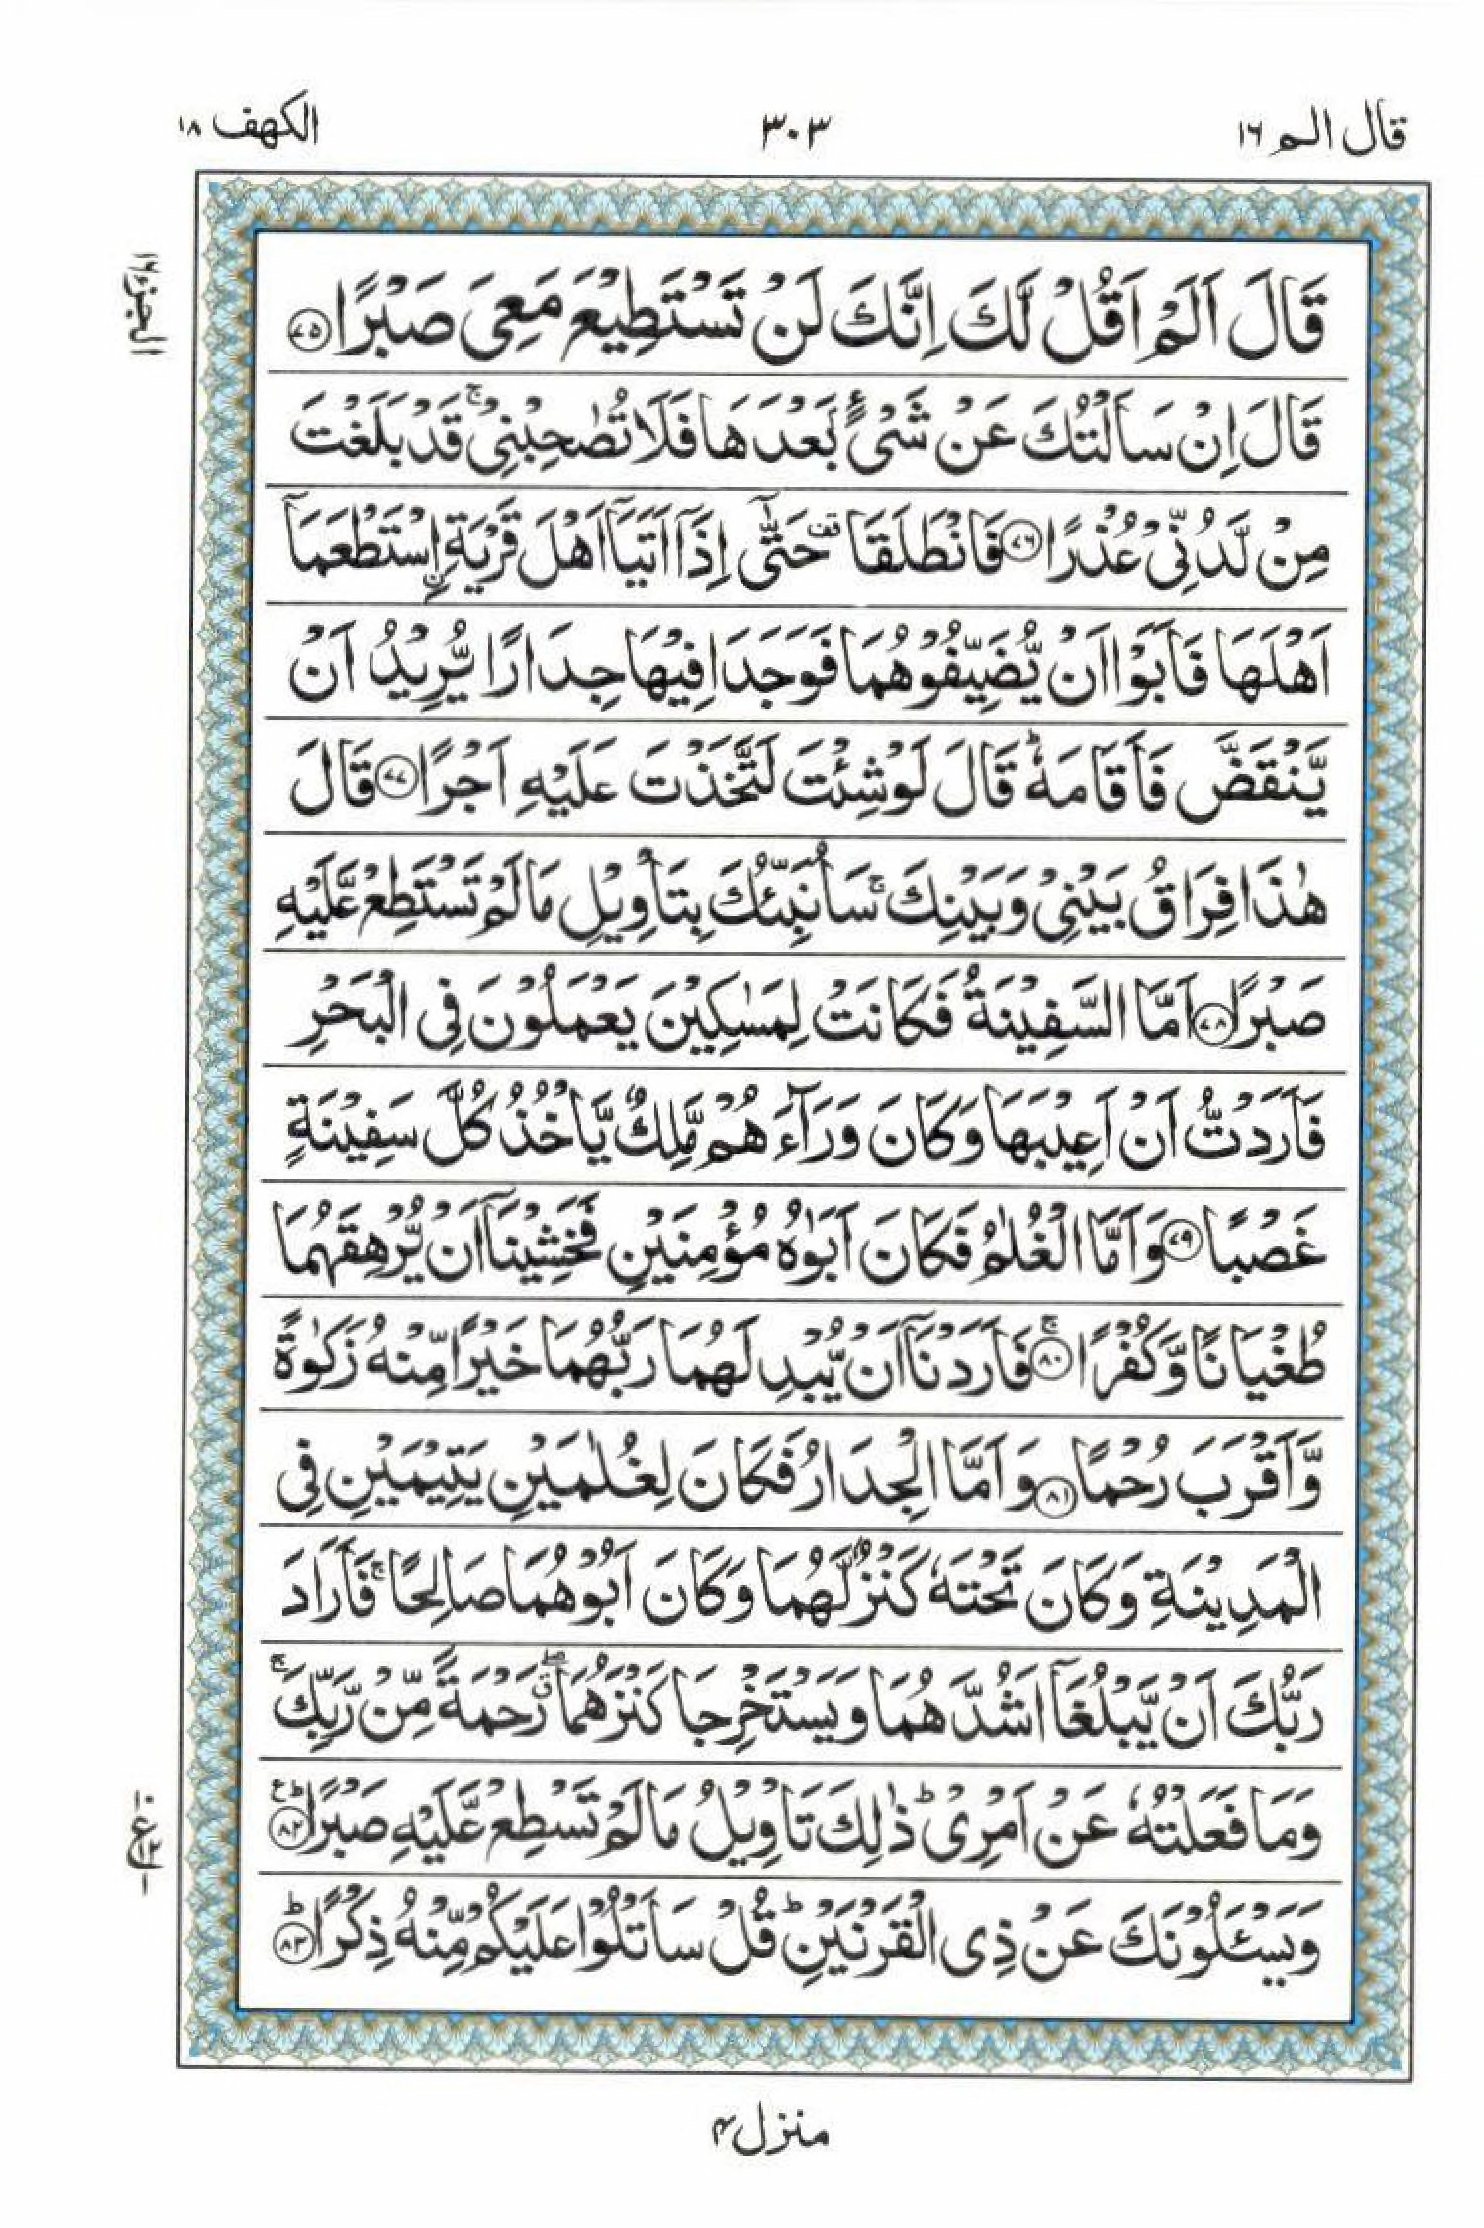 قال الم ١٦
٣٠٣
الكهف ١٨
الجزء ١٦
قَالَ اَلَمْ اَقُلْ لَّكَ اِنَّكَ لَنْ تَسْتَطِيْعَ مَعِىَ صَبْرًا ﴿٧٥﴾
قَالَ اِنْ سَاَلْتُكَ عَنْ شَىْءٍۭ بَعْدَهَا فَلَا تُصٰحِبْنِىْ ۚ قَدْ بَلَغْتَ
مِنْ لَّدُنِّىْ عُذْرًا ﴿٧٦﴾ فَانْطَلَقَا ٚ حَتّٰۤى اِذَاۤ اَتَيَاۤ اَهْلَ قَرْيَةِ ۨاسْتَطْعَمَاۤ
اَهْلَهَا فَاَبَوْا اَنْ يُّضَيِّفُوْهُمَا فَوَجَدَا فِيْهَا جِدَارًا يُّرِيْدُ اَنْ
يَّنْقَضَّ فَاَقَامَهٗ ؕ قَالَ لَوْ شِئْتَ لَتَّخَذْتَ عَلَيْهِ اَجْرًا ﴿٧٧﴾ قَالَ
هٰذَا فِرَاقُ بَيْنِىْ وَبَيْنِكَ ۚ سَاُنَبِّئُكَ بِتَاْوِيْلِ مَا لَمْ تَسْتَطِعْ عَّلَيْهِ
صَبْرًا ﴿٧٨﴾ اَمَّا السَّفِيْنَةُ فَكَانَتْ لِمَسٰكِيْنَ يَعْمَلُوْنَ فِى الْبَحْرِ
فَاَرَدْتُّ اَنْ اَعِيْبَهَا وَكَانَ وَرَآءَهُمْ مَّلِكٌ يَّاْخُذُ كُلَّ سَفِيْنَةٍ
غَصْبًا ﴿٧٩﴾ وَاَمَّا الْغُلٰمُ فَكَانَ اَبَوٰهُ مُؤْمِنَيْنِ فَخَشِيْنَاۤ اَنْ يُّرْهِقَهُمَا
طُغْيَانًا وَّكُفْرًا ﴿٨٠﴾ ۚ فَاَرَدْنَاۤ اَنْ يُّبْدِلَهُمَا رَبُّهُمَا خَيْرًا مِّنْهُ زَكٰوةً
وَّاَقْرَبَ رُحْمًا ﴿٨١﴾ وَاَمَّا الْجِدَارُ فَكَانَ لِغُلٰمَيْنِ يَتِيْمَيْنِ فِى
الْمَدِيْنَةِ وَكَانَ تَحْتَهٗ كَنْزٌ لَّهُمَا وَكَانَ اَبُوْهُمَا صَالِحًا ۚ فَاَرَادَ
رَبُّكَ اَنْ يَّبْلُغَاۤ اَشُدَّهُمَا وَيَسْتَخْرِجَا كَنْزَهُمَا ۖق رَحْمَةً مِّنْ رَّبِّكَ ۚ
وَمَا فَعَلْتُهٗ عَنْ اَمْرِىْ ؕ ذٰلِكَ تَاْوِيْلُ مَا لَمْ تَسْطِعْ عَّلَيْهِ صَبْرًا ؕع ﴿٨٢﴾
وَيَسْـَٔلُوْنَكَ عَنْ ذِى الْقَرْنَيْنِ ؕ قُلْ سَاَتْلُوْا عَلَيْكُمْ مِّنْهُ ذِكْرًا ؕ ﴿٨٣﴾
منزل ٤